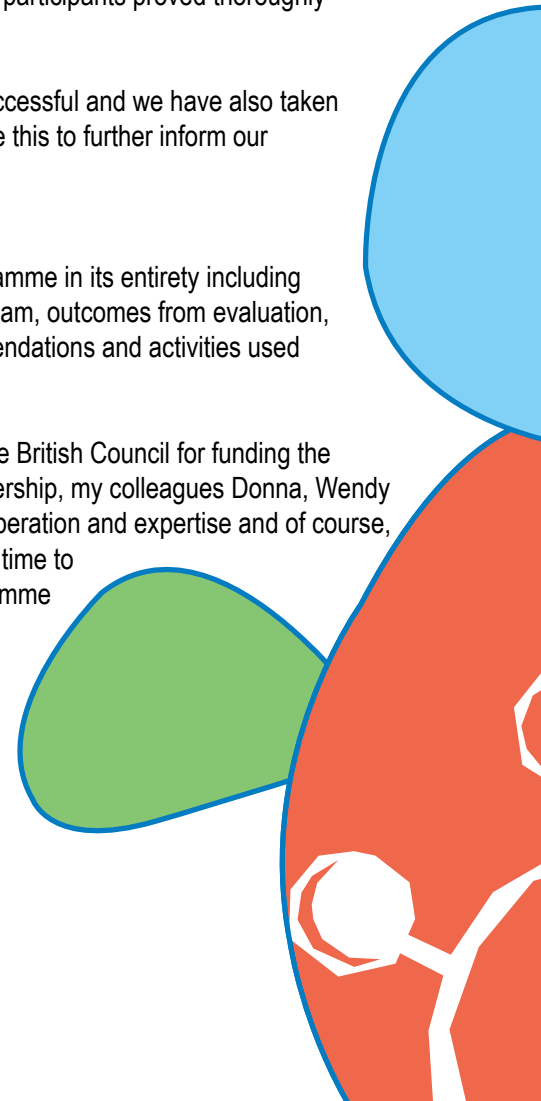 participants proved thoroughly
ccessful and we have also taken
e this to further inform our
amme in its entirety including
am, outcomes from evaluation,
endations and activities used
e British Council for funding the
ership, my colleagues Donna, Wendy
peration and expertise and of course,
time to
mme